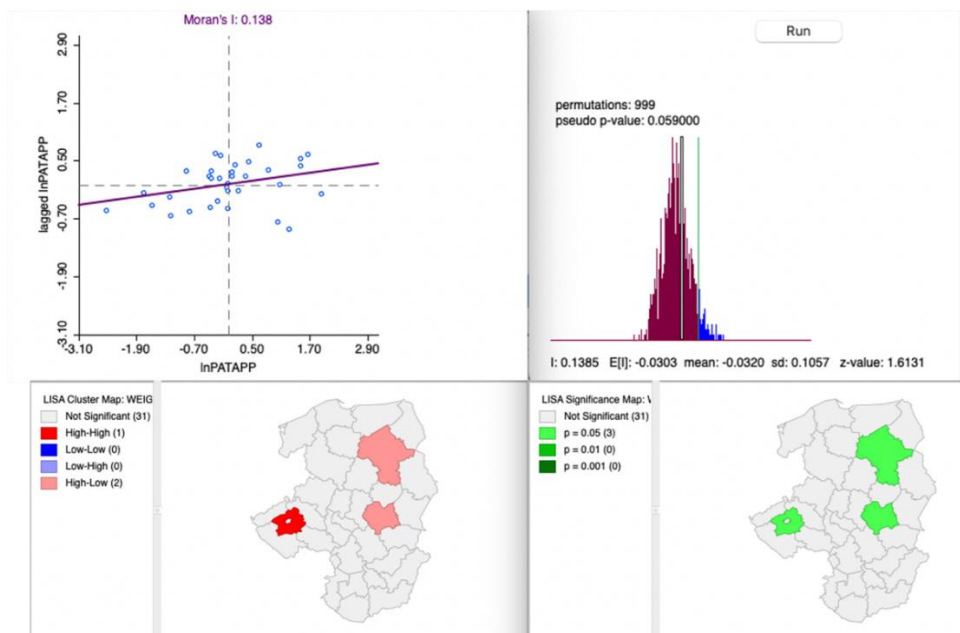 Moran's I: 0.138
lagged lnPATAPP
2.90
1.70
0.50
-0.70
-1.90
-3.10
-3.10 -1.90 -0.70 0.50 1.70 2.90
lnPATAPP
Run
permutations: 999
pseudo p-value: 0.059000
I: 0.1385 E[I]: -0.0303 mean: -0.0320 sd: 0.1057 z-value: 1.6131
LISA Cluster Map: WEIG
Not Significant (31)
High-High (1)
Low-Low (0)
Low-High (0)
High-Low (2)
LISA Significance Map:
Not Significant (31)
p = 0.05 (3)
p = 0.01 (0)
p = 0.001 (0)